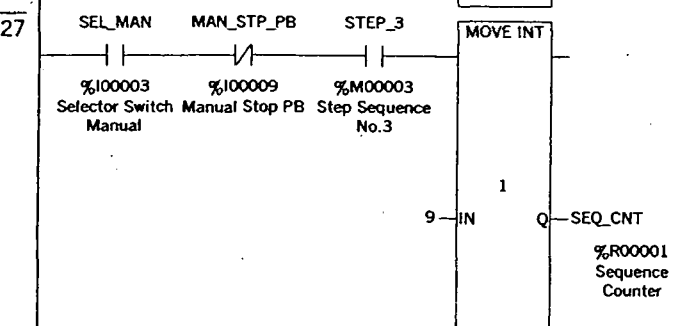 27
SEL_MAN MAN_STP_PB STEP_3
MOVE INT
%I00003 %I00009 %M00003
Selector Switch Manual Stop PB Step Sequence
Manual No.3
1
9 IN Q SEQ_CNT
%R00001
Sequence
Counter